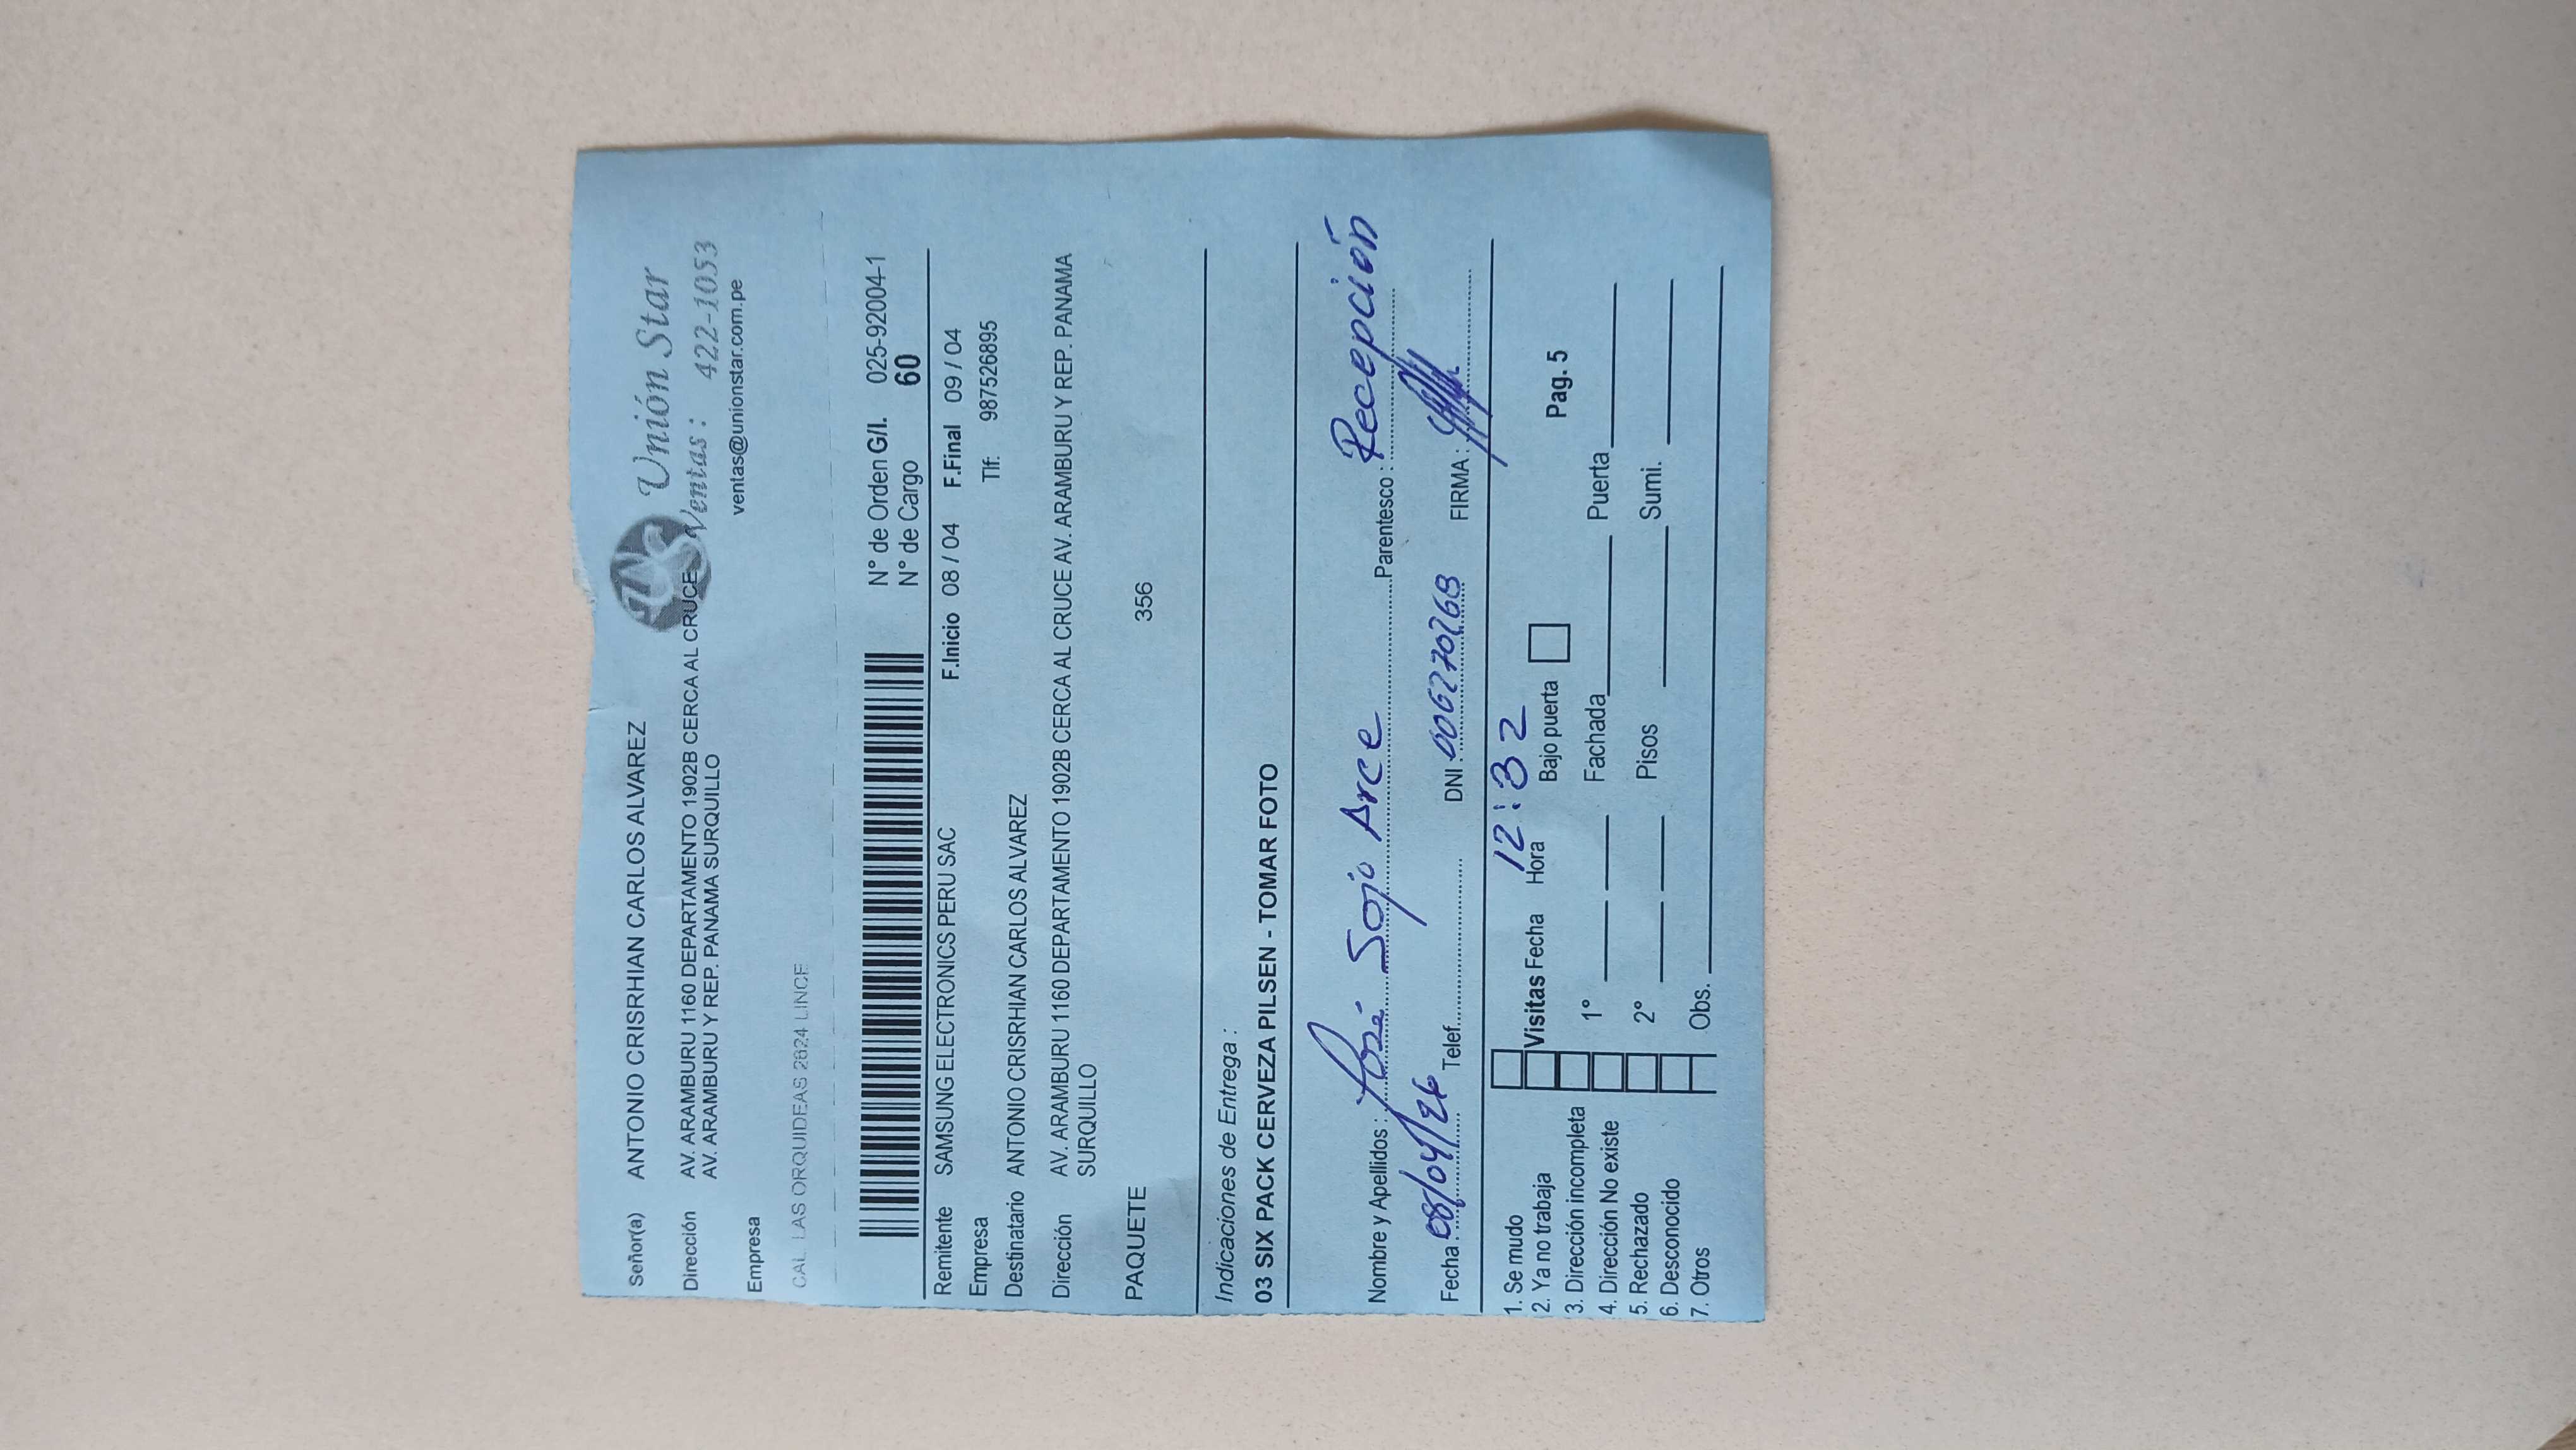 Unión Star
Ventas: 422-1053
ventas@unionstar.com.pe
Señor(a) ANTONIO CRISRHIAN CARLOS ALVAREZ
Dirección AV. ARAMBURU 1160 DEPARTAMENTO 1902B CERCA AL CRUCE
AV. ARAMBURU Y REP. PANAMA SURQUILLO
Empresa
CAL. LAS ORQUIDEAS 2624 LINCE
N° de Orden G/I. 025-92004-1
N° de Cargo 60
Remitente SAMSUNG ELECTRONICS PERU SAC F.Inicio 08 / 04 F.Final 09 / 04
Empresa Tlf: 987526895
Destinatario ANTONIO CRISRHIAN CARLOS ALVAREZ
Dirección AV. ARAMBURU 1160 DEPARTAMENTO 1902B CERCA AL CRUCE AV. ARAMBURU Y REP. PANAMA
SURQUILLO
PAQUETE 356
Indicaciones de Entrega :
03 SIX PACK CERVEZA PILSEN - TOMAR FOTO
Nombre y Apellidos : José Sojo Arce Parentesco : Recepción
Fecha : 08/04/26 Telef. DNI : 006270268 FIRMA :
1. Se mudo
2. Ya no trabaja Visitas Fecha Hora 12:32 Bajo puerta Pag. 5
3. Dirección incompleta
4. Dirección No existe 1° Fachada Puerta
5. Rechazado
6. Desconocido 2° Pisos Sumi.
7. Otros Obs.